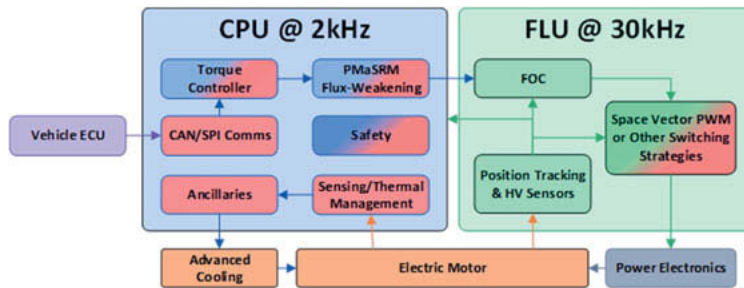 CPU @ 2kHz
FLU @ 30kHz
Torque
Controller
PMaSRM
Flux-Weakening
FOC
Vehicle ECU
CAN/SPI Comms
Safety
Space Vector PWM
or Other Switching
Strategies
Ancillaries
Sensing/Thermal
Management
Position Tracking
& HV Sensors
Advanced
Cooling
Electric Motor
Power Electronics